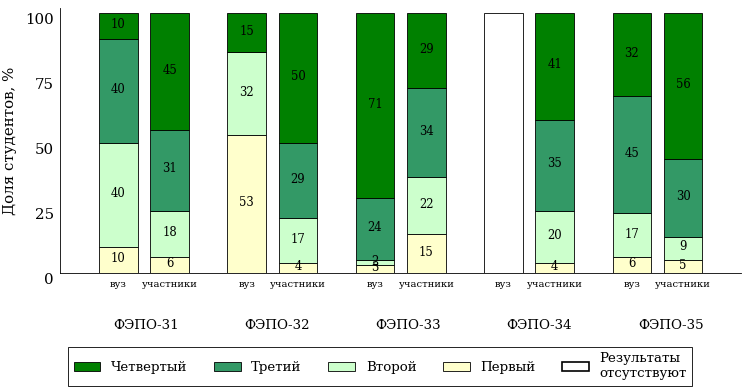 Доля студентов, %
100
75
50
25
0
10 45 15 50 71 29 41 32 56
40 31 32 29 24 34 35 45 30
40 18 53 17 22 20 17 9
10 6 4 3 15 4 6 5
вуз участники вуз участники вуз участники вуз участники вуз участники
ФЭПО-31 ФЭПО-32 ФЭПО-33 ФЭПО-34 ФЭПО-35
Четвертый Третий Второй Первый Результаты
отсутствуют